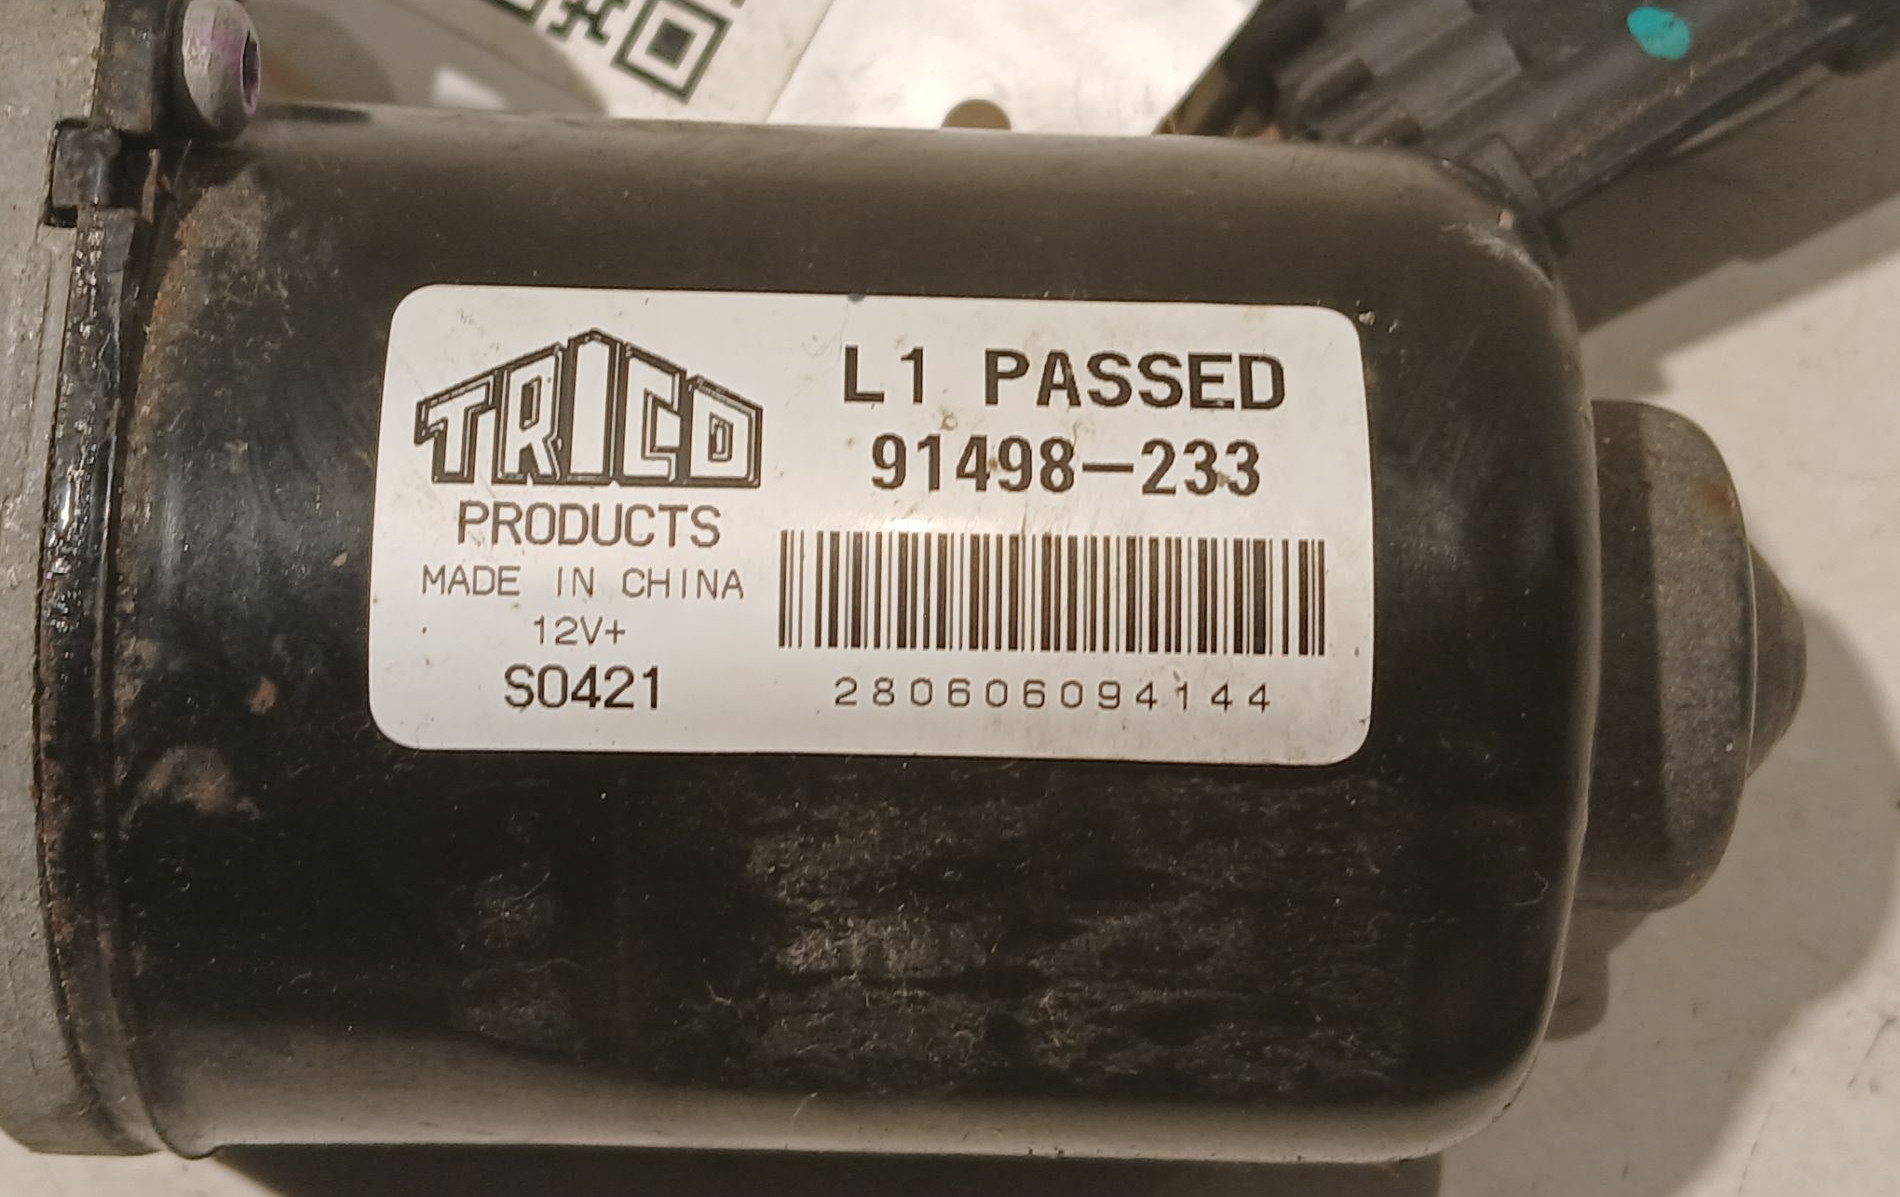 TRICO
PRODUCTS
MADE IN CHINA
12V+
S0421
L1 PASSED
91498-233
280606094144